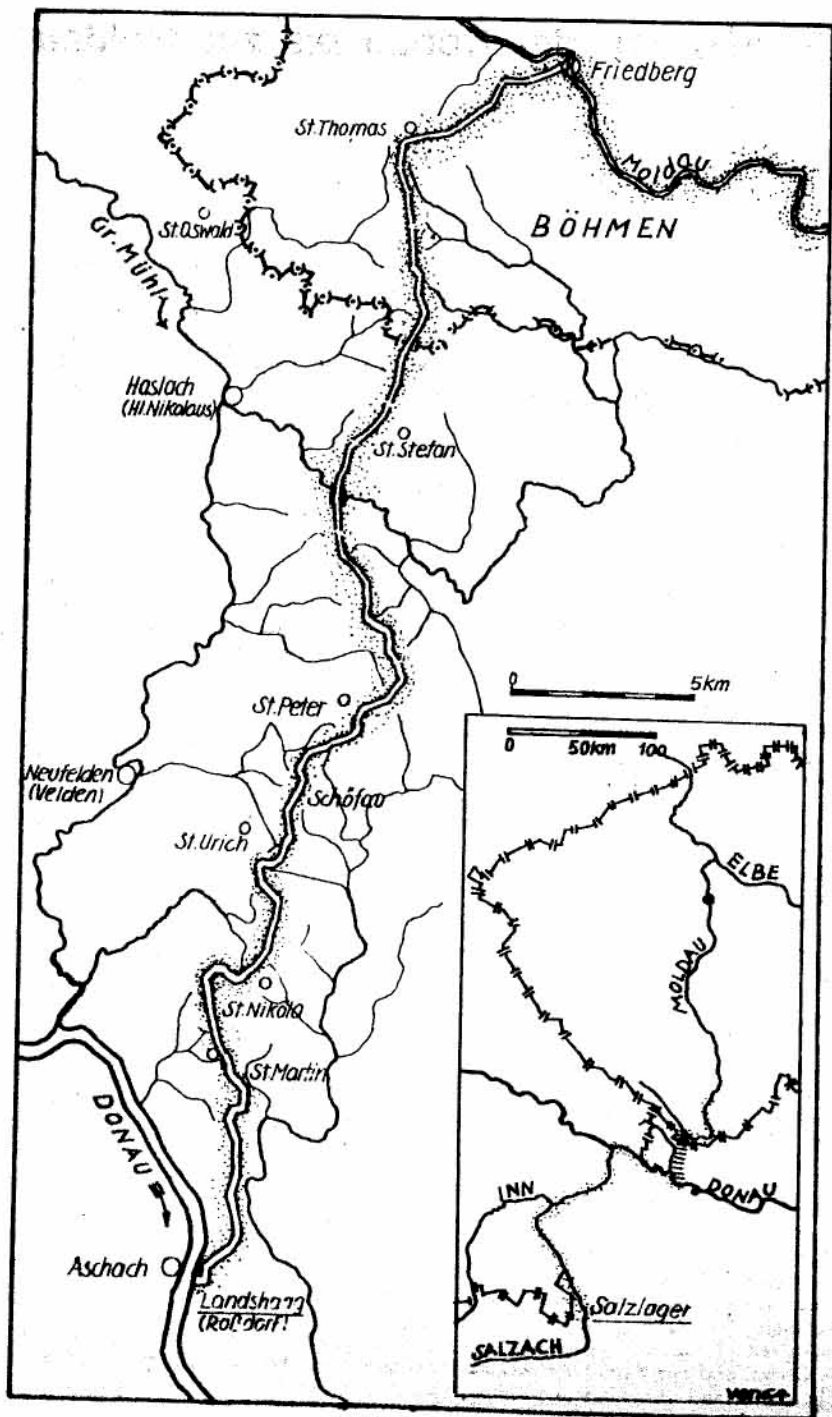 Friedberg
St.Thomas
Moldau
BÖHMEN
St.Oswald
Gr. Mühl
Haslach
(Hl.Nikolaus)
St.Stefan
0 5km
St.Peter
Neufelden
(Velden)
Schöfau
St.Urich
St.Nikola
St.Martin
DONAU
Aschach
Landshaag
(Roßdorf)
0 50km 100
ELBE
MOLDAU
DONAU
INN
Salzlager
SALZACH